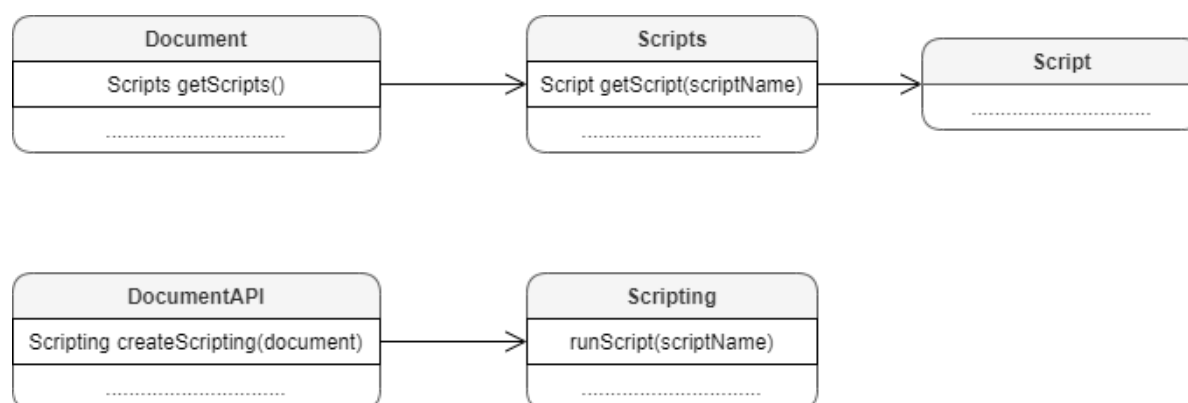 Document
Scripts getScripts()
................................
Scripts
Script getScript(scriptName)
................................
Script
................................
DocumentAPI
Scripting createScripting(document)
................................
Scripting
runScript(scriptName)
................................